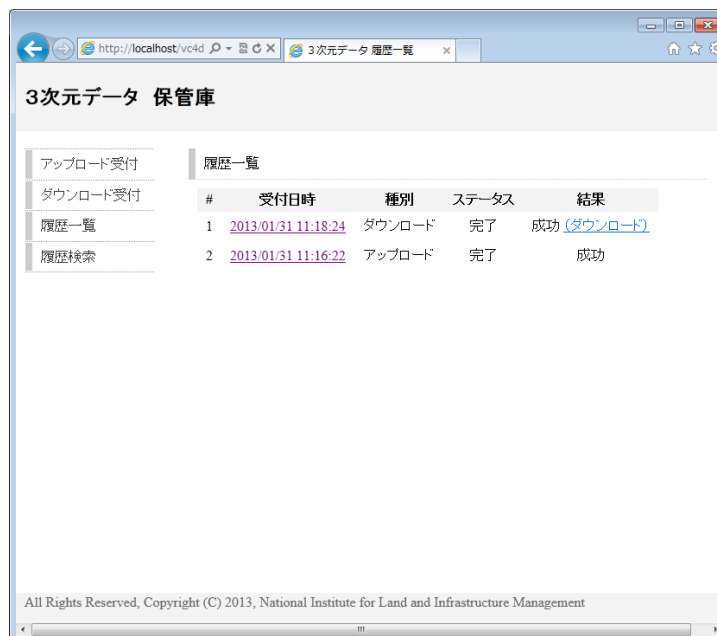 http://localhost/vc4d
3次元データ 履歴一覧
3次元データ 保管庫
アップロード受付
ダウンロード受付
履歴一覧
履歴検索
履歴一覧
# 受付日時 種別 ステータス 結果
1 2013/01/31 11:18:24 ダウンロード 完了 成功 (ダウンロード)
2 2013/01/31 11:16:22 アップロード 完了 成功
All Rights Reserved, Copyright (C) 2013, National Institute for Land and Infrastructure Management